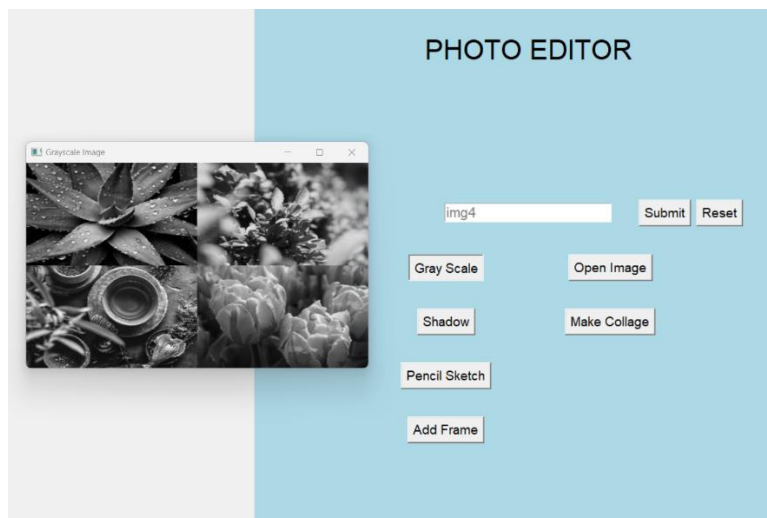 PHOTO EDITOR
Grayscale Image
img4 Submit Reset
Gray Scale Open Image
Shadow Make Collage
Pencil Sketch
Add Frame